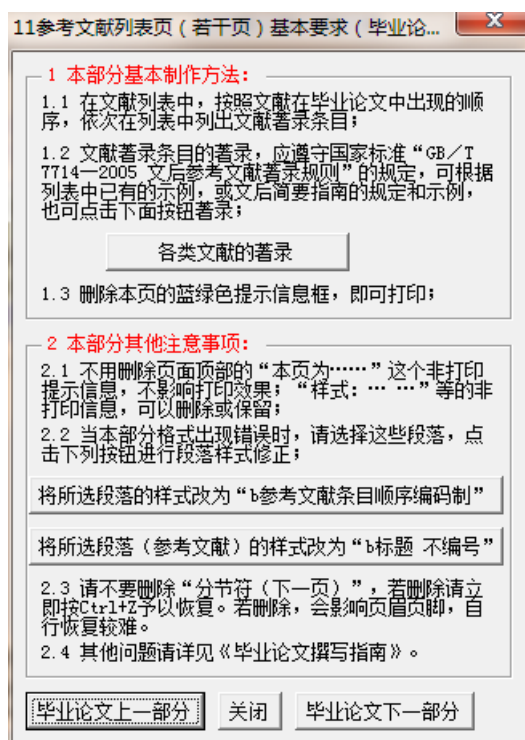 11参考文献列表页(若干页)基本要求(毕业论...
1 本部分基本制作方法:
1.1 在文献列表中，按照文献在毕业论文中出现的顺
序，依次在列表中列出文献著录条目；
1.2 文献著录条目的著录，应遵守国家标准“GB／T
7714—2005 文后参考文献著录规则”的规定，可根据
列表中已有的示例，或文后简要指南的规定和示例，
也可点击下面按钮著录；
各类文献的著录
1.3 删除本页的蓝绿色提示信息框，即可打印；
2 本部分其他注意事项:
2.1 不用删除页面顶部的“本页为……”这个非打印
提示信息，不影响打印效果；“样式：… …”等的非
打印信息，可以删除或保留；
2.2 当本部分格式出现错误时，请选择这些段落，点
击下列按钮进行段落样式修正；
将所选段落的样式改为“b参考文献条目顺序编码制”
将所选段落（参考文献）的样式改为“b标题 不编号”
2.3 请不要删除“分节符（下一页）”，若删除请立
即按Ctrl+Z予以恢复。若删除，会影响页眉页脚，自
行恢复较难。
2.4 其他问题请详见《毕业论文撰写指南》。
毕业论文上一部分 关闭 毕业论文下一部分